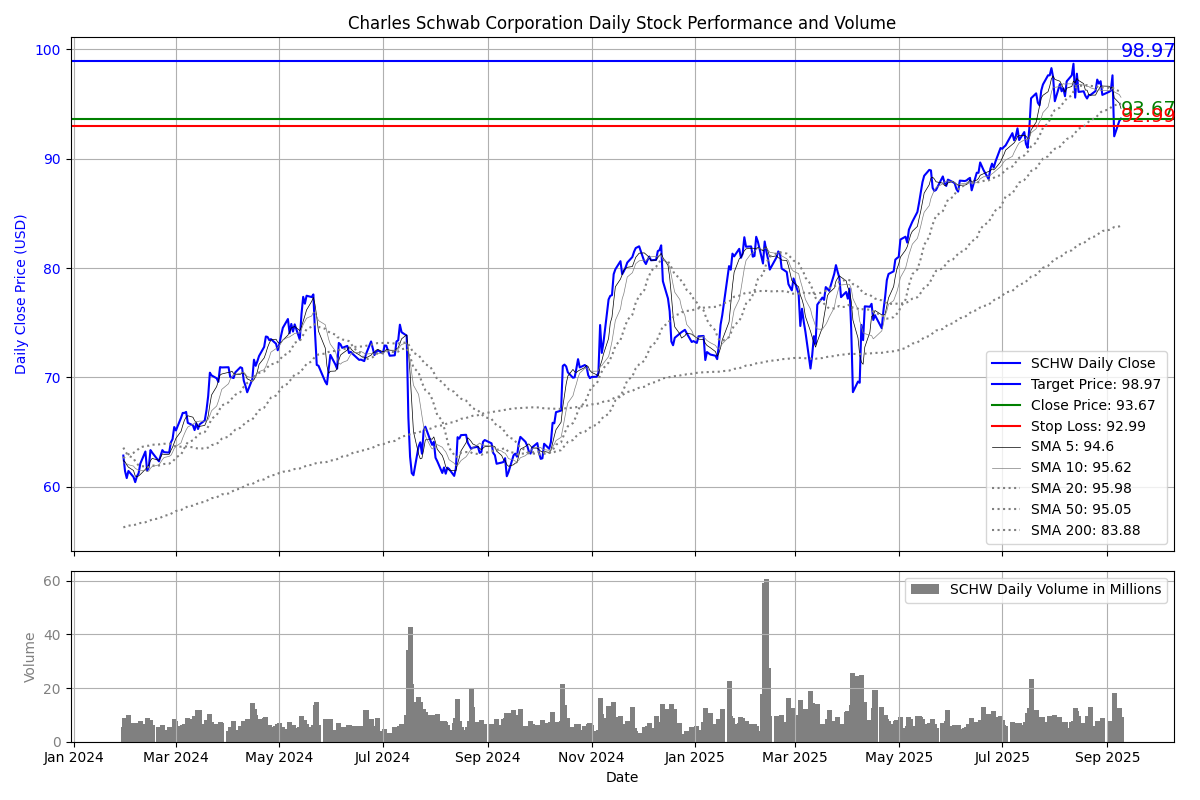 Charles Schwab Corporation Daily Stock Performance and Volume
Daily Close Price (USD)
100
90
80
70
60
98.97
93.67
92.99
SCHW Daily Close
Target Price: 98.97
Close Price: 93.67
Stop Loss: 92.99
SMA 5: 94.6
SMA 10: 95.62
SMA 20: 95.98
SMA 50: 95.05
SMA 200: 83.88
Volume
60
40
20
0
SCHW Daily Volume in Millions
Jan 2024
Mar 2024
May 2024
Jul 2024
Sep 2024
Nov 2024
Jan 2025
Mar 2025
May 2025
Jul 2025
Sep 2025
Date